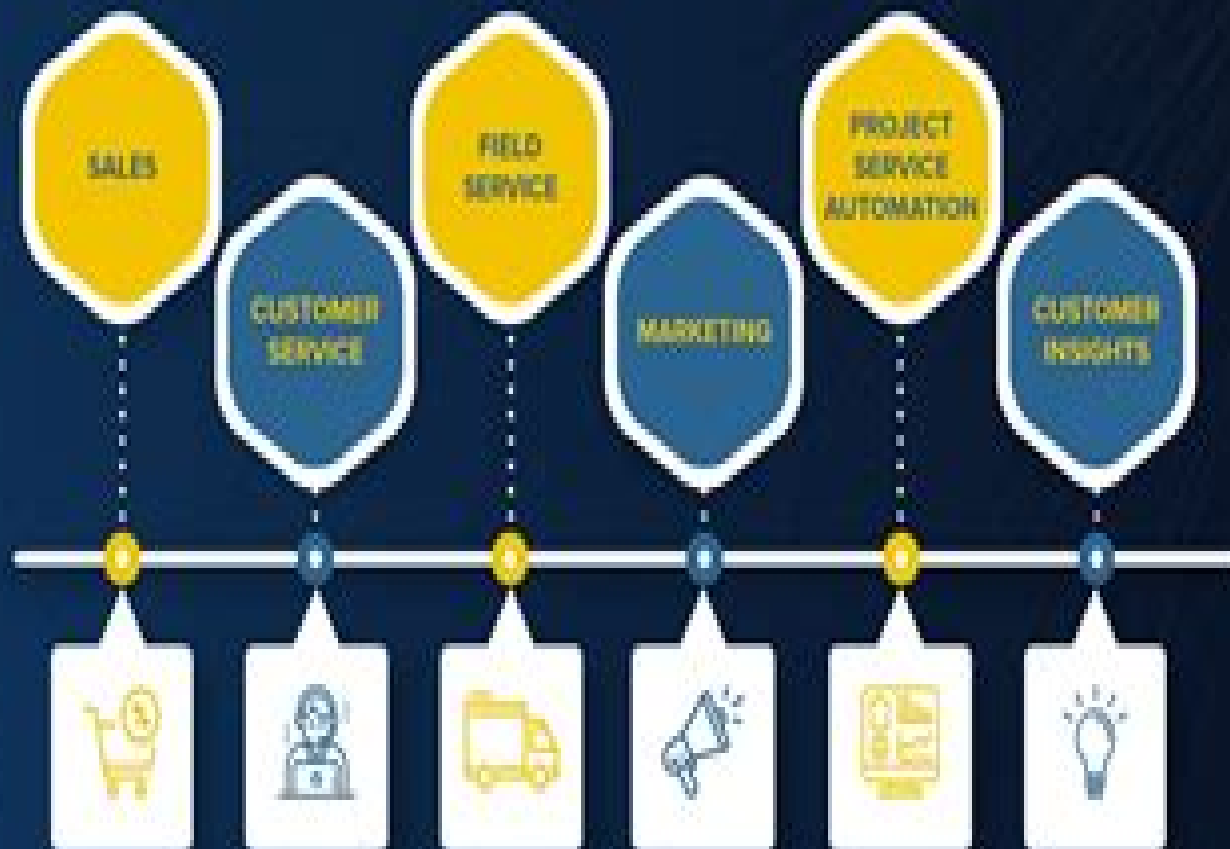 SALES
CUSTOMER
SERVICE
FIELD
SERVICE
MARKETING
PROJECT
SERVICE
AUTOMATION
CUSTOMER
INSIGHTS